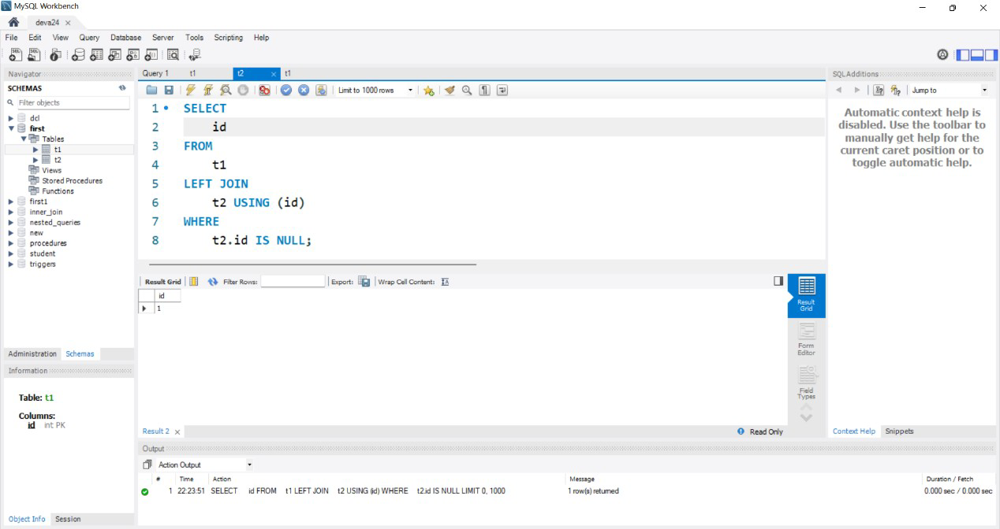 MySQL Workbench
deva24
File Edit View Query Database Server Tools Scripting Help
Navigator
SCHEMAS
Filter objects
dcl
first
Tables
t1
t2
Views
Stored Procedures
Functions
first1
inner_join
nested_queries
new
procedures
student
triggers
Administration Schemas
Information
Table: t1
Columns:
id int PK
Object Info Session
Query 1 t1 t2 t1
Limit to 1000 rows
1 SELECT
2 id
3 FROM
4 t1
5 LEFT JOIN
6 t2 USING (id)
7 WHERE
8 t2.id IS NULL;
Result Grid Filter Rows: Export: Wrap Cell Content:
id
1
Result Grid
Form Editor
Field Types
Result 2 Read Only
SQLAdditions
Jump to
Automatic context help is
disabled. Use the toolbar to
manually get help for the
current caret position or to
toggle automatic help.
Context Help Snippets
Output
Action Output
# Time Action Message Duration / Fetch
1 22:23:51 SELECT id FROM t1 LEFT JOIN t2 USING (id) WHERE t2.id IS NULL LIMIT 0, 1000 1 row(s) returned 0.000 sec / 0.000 sec